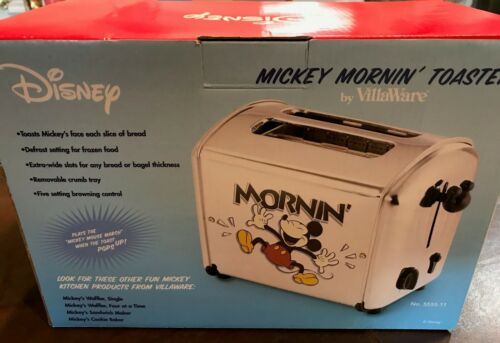 Disney
Disney
MICKEY MORNIN' TOASTER
by VillaWare
•Toasts Mickey's face each slice of bread
•Defrost setting for frozen food
•Extra-wide slots for any bread or bagel thickness
•Removable crumb tray
•Five setting browning control
MORNIN'
PLAYS THE
"MICKEY MOUSE MARCH"
WHEN THE TOAST
POPS UP!
LOOK FOR THESE OTHER FUN MICKEY
KITCHEN PRODUCTS FROM VILLAWARE:
Mickey's Waffler, Single
Mickey's Waffler, Four at a Time
Mickey's Sandwich Maker
Mickey's Cookie Baker
No. 5555-11
© Disney